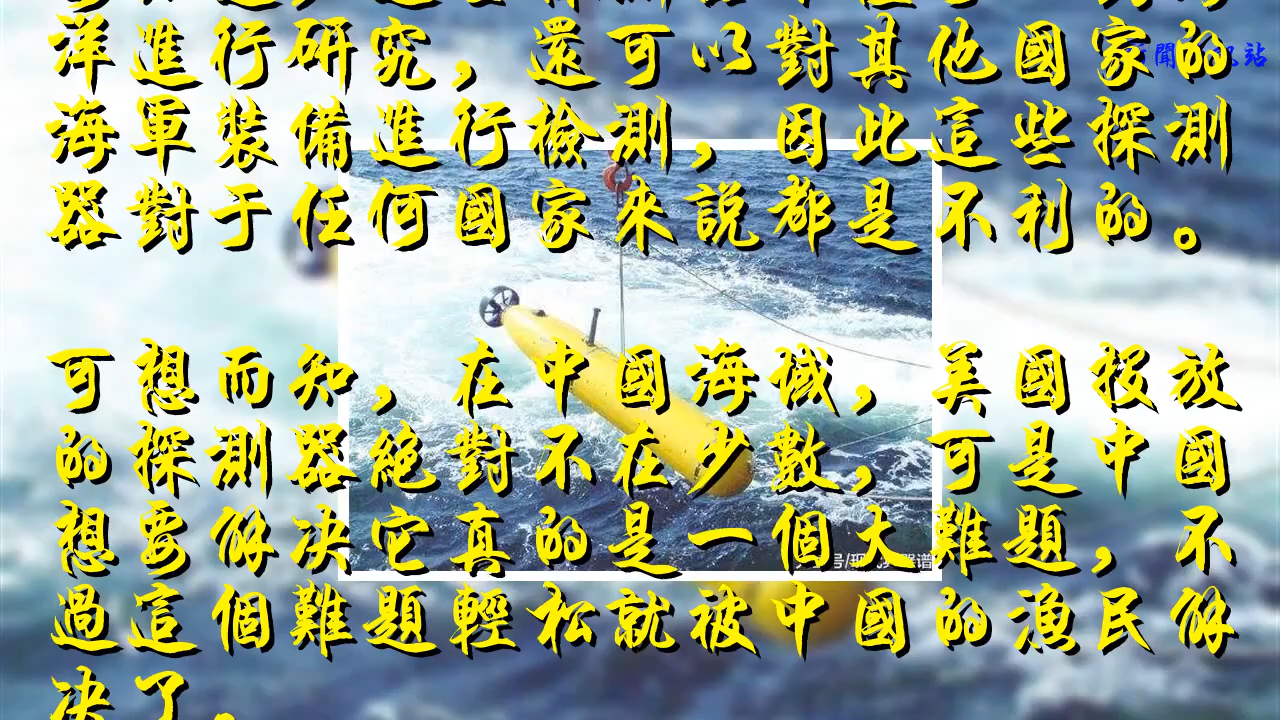 洋進行研究，還可以對其他國家的
海軍裝備進行檢測，因此這些探測
器對于任何國家來說都是不利的。
可想而知，在中國海域，美國投放
的探測器絕對不在少數，可是中國
想要解决它真的是一個大難題，不
過這個難題輕松就被中國的漁民解
决了。